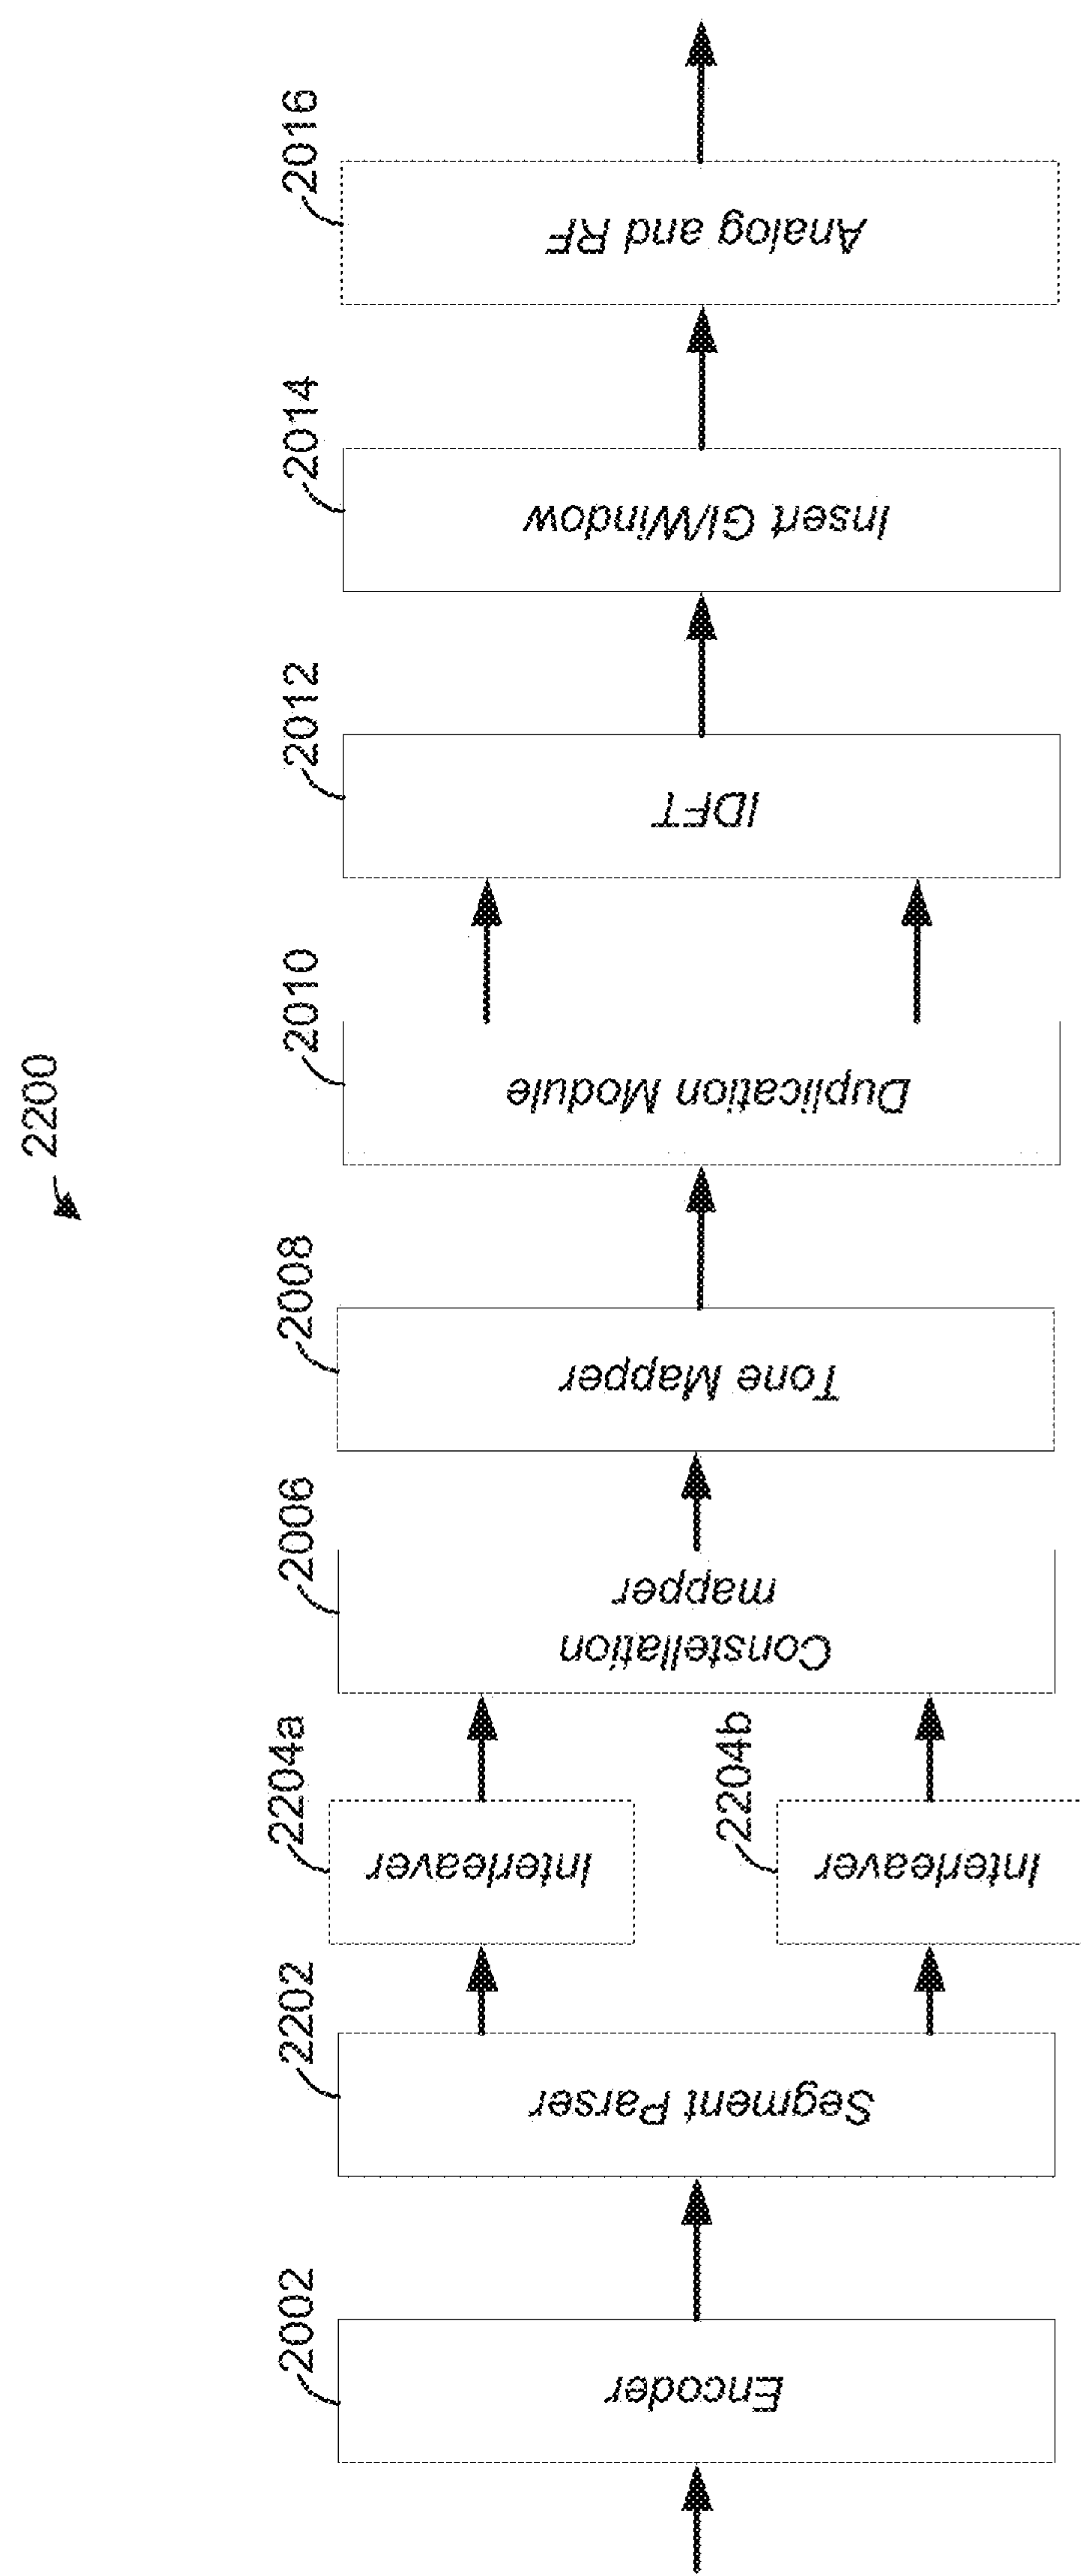 2200
2002
Encoder
2202
Segment Parser
2204a
Interleaver
2204b
Interleaver
2006
Constellation
mapper
2008
Tone Mapper
2010
Duplication Module
2012
IDFT
2014
Insert GI/Window
2016
Analog and RF